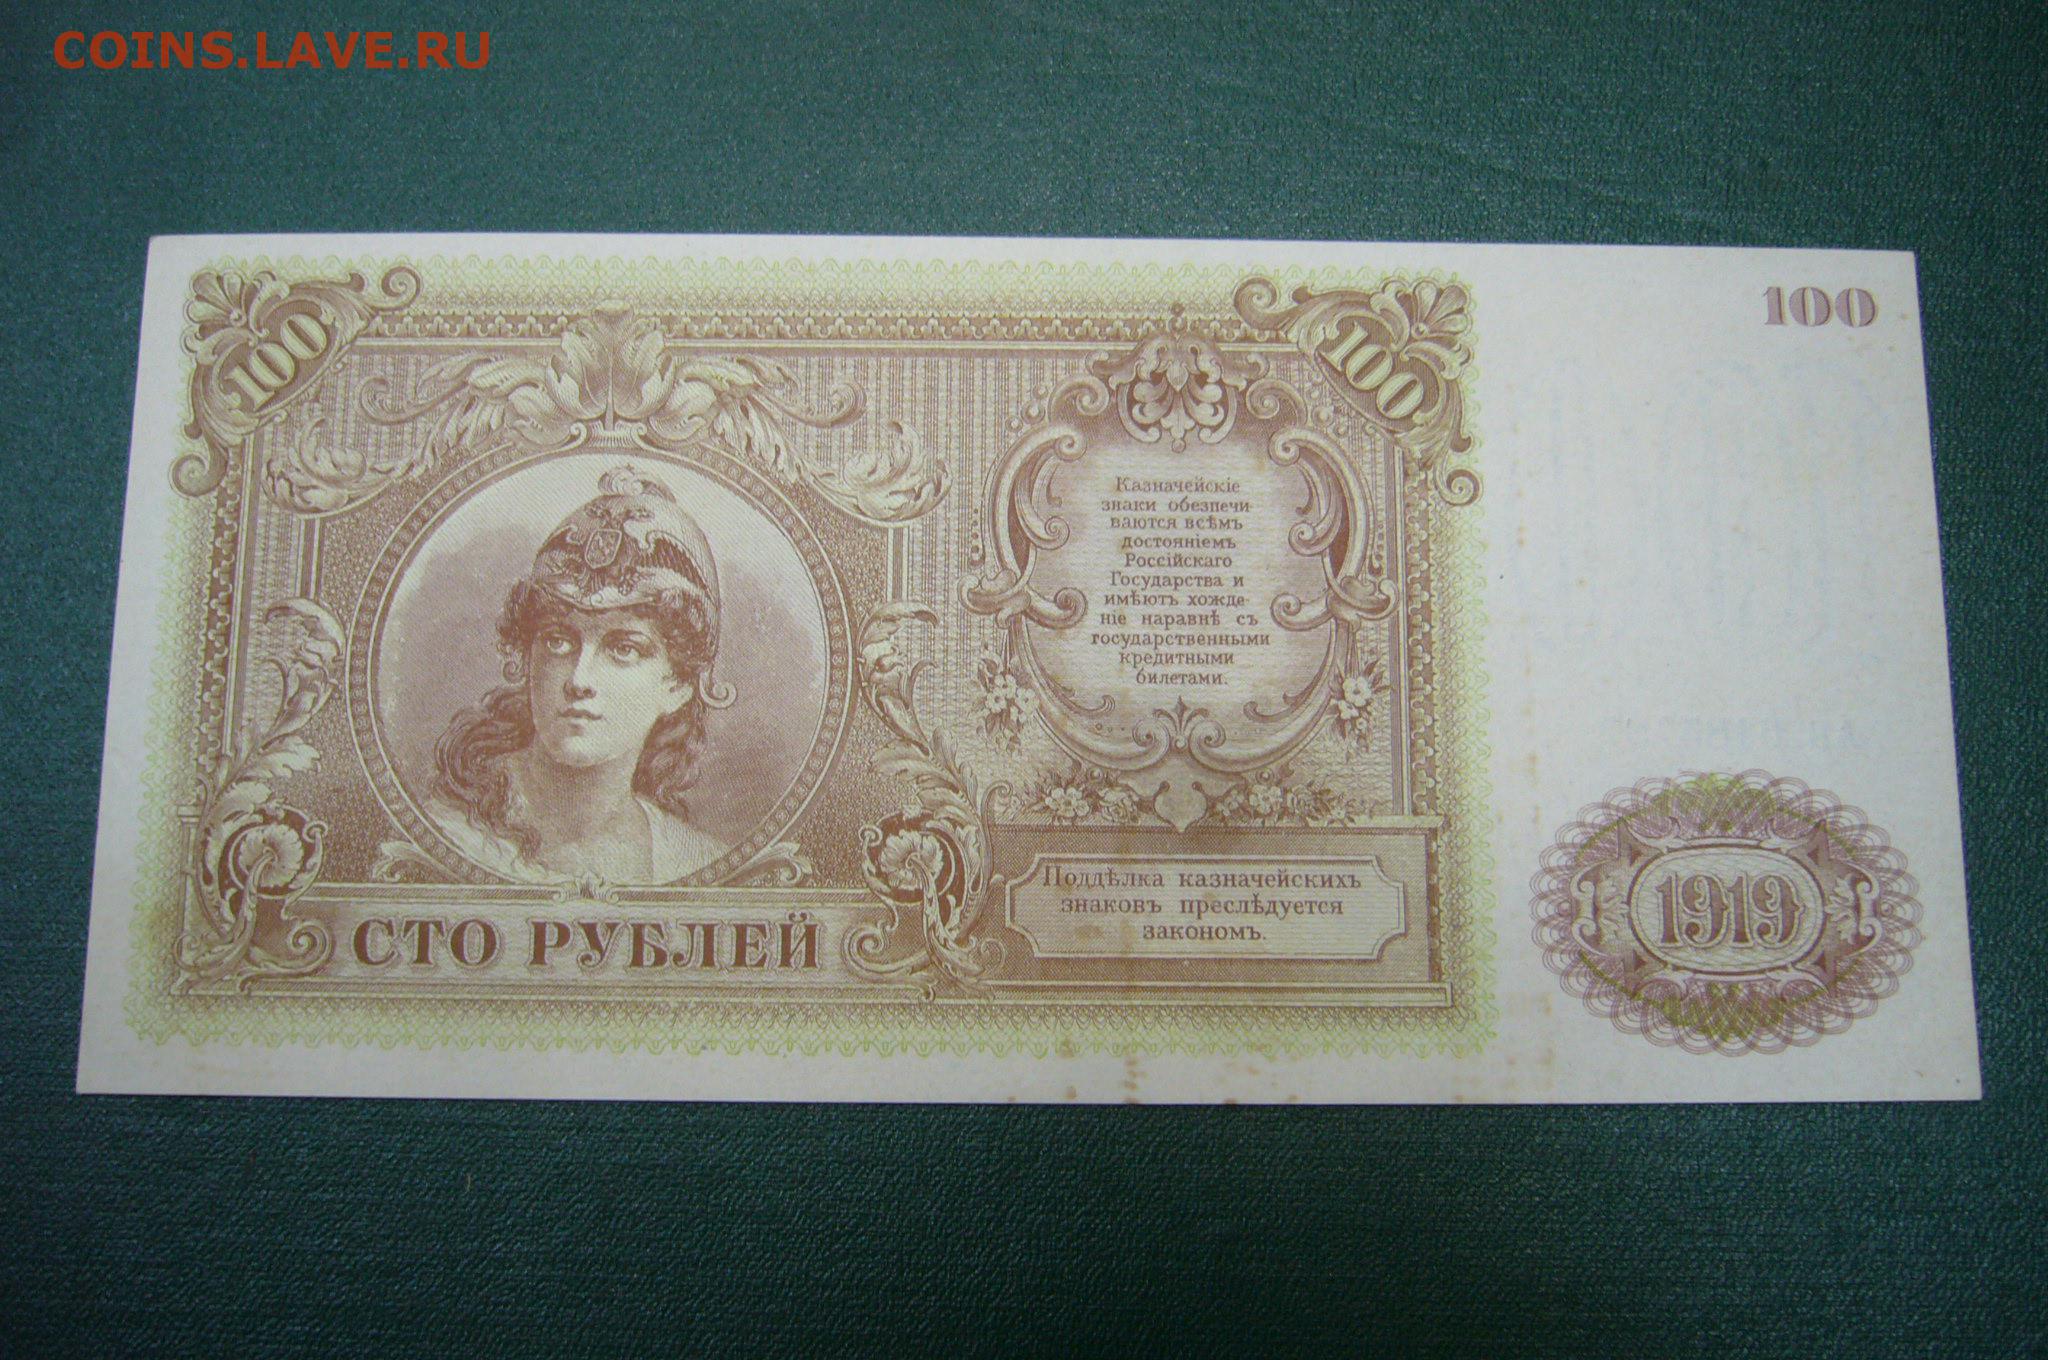 COINS.LAVE.RU
100
100
100
Казначейскіе
знаки обезпечи-
ваются всѣмъ
достояніемъ
Россійскаго
Государства и
имѣютъ хожде-
ніе наравнѣ съ
государственными
кредитными
билетами.
СТО РУБЛЕЙ
Поддѣлка казначейскихъ
знаковъ преслѣдуется
закономъ.
1919